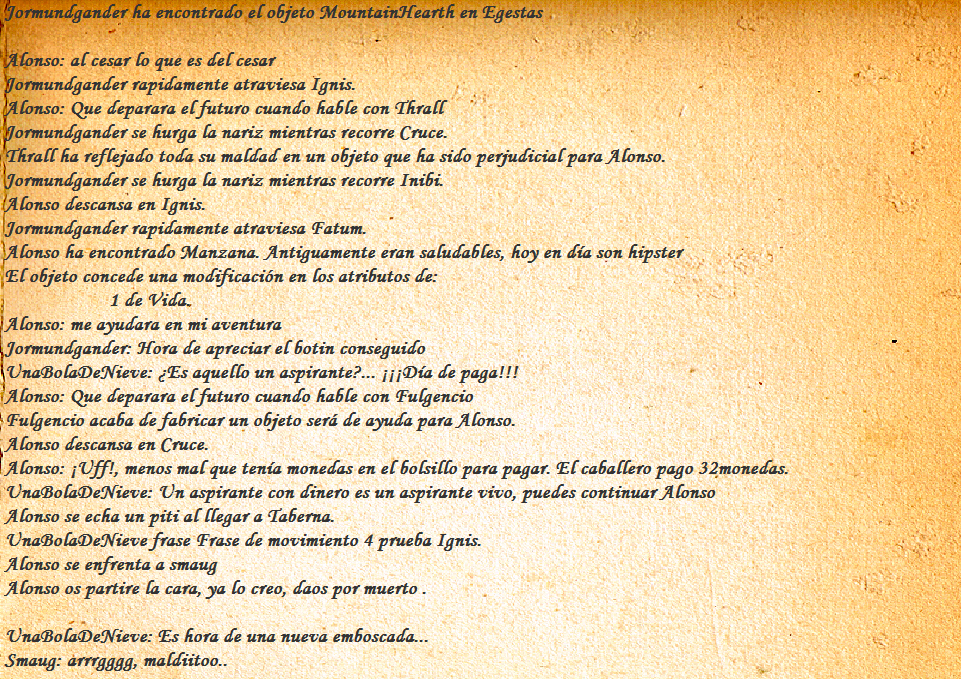 Jormundgander ha encontrado el objeto MountainHearth en Egestas
Alonso: al cesar lo que es del cesar
Jormundgander rapidamente atraviesa Ignis.
Alonso: Que deparara el futuro cuando hable con Thrall
Jormundgander se hurga la nariz mientras recorre Cruce.
Thrall ha reflejado toda su maldad en un objeto que ha sido perjudicial para Alonso.
Jormundgander se hurga la nariz mientras recorre Inibi.
Alonso descansa en Ignis.
Jormundgander rapidamente atraviesa Fatum.
Alonso ha encontrado Manzana. Antiguamente eran saludables, hoy en día son hipster
El objeto concede una modificación en los atributos de:
1 de Vida.
Alonso: me ayudara en mi aventura
Jormundgander: Hora de apreciar el botin conseguido
UnaBolaDeNieve: ¿Es aquello un aspirante?... ¡¡¡Día de paga!!!
Alonso: Que deparara el futuro cuando hable con Fulgencio
Fulgencio acaba de fabricar un objeto será de ayuda para Alonso.
Alonso descansa en Cruce.
Alonso: ¡Uff!, menos mal que tenía monedas en el bolsillo para pagar. El caballero pago 32monedas.
UnaBolaDeNieve: Un aspirante con dinero es un aspirante vivo, puedes continuar Alonso
Alonso se echa un piti al llegar a Taberna.
UnaBolaDeNieve frase Frase de movimiento 4 prueba Ignis.
Alonso se enfrenta a smaug
Alonso os partire la cara, ya lo creo, daos por muerto .
UnaBolaDeNieve: Es hora de una nueva emboscada...
Smaug: arrrgggg, maldiitoo..